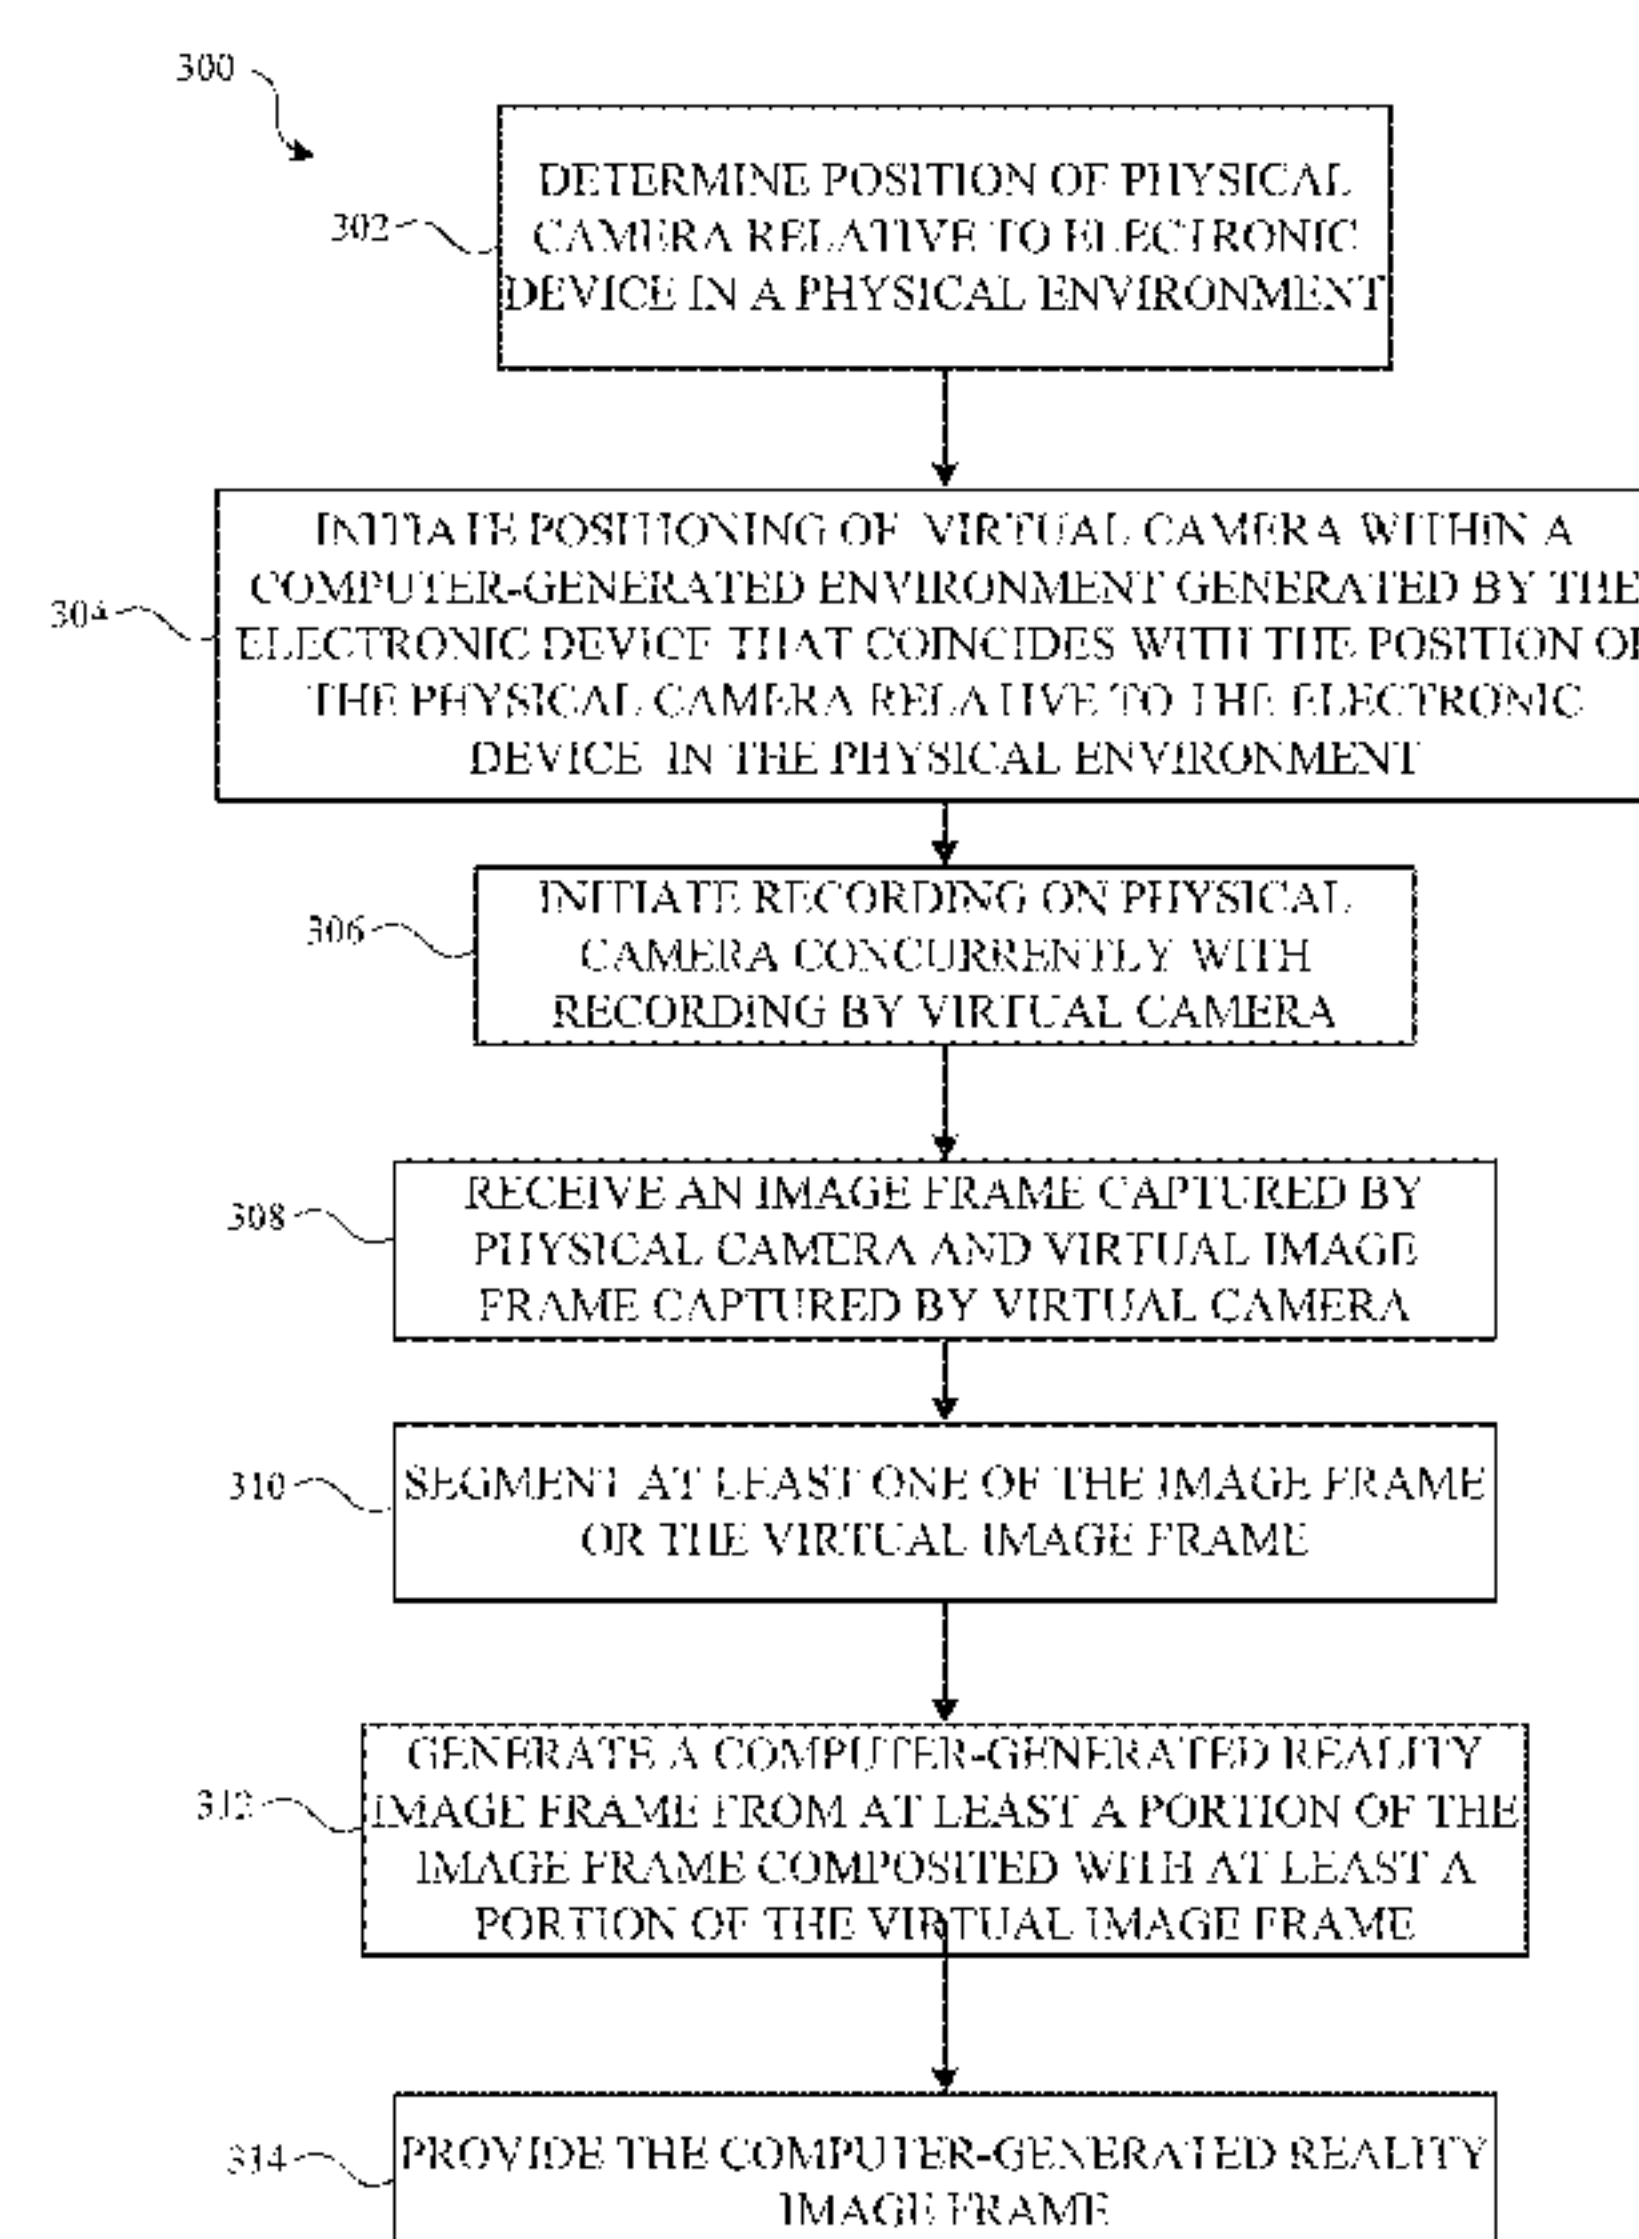 300
302
DETERMINE POSITION OF PHYSICAL
CAMERA RELATIVE TO ELECTRONIC
DEVICE IN A PHYSICAL ENVIRONMENT
304
INITIATE POSITIONING OF VIRTUAL CAMERA WITHIN A
COMPUTER-GENERATED ENVIRONMENT GENERATED BY THE
ELECTRONIC DEVICE THAT COINCIDES WITH THE POSITION OF
THE PHYSICAL CAMERA RELATIVE TO THE ELECTRONIC
DEVICE IN THE PHYSICAL ENVIRONMENT
306
INITIATE RECORDING ON PHYSICAL
CAMERA CONCURRENTLY WITH
RECORDING BY VIRTUAL CAMERA
308
RECEIVE AN IMAGE FRAME CAPTURED BY
PHYSICAL CAMERA AND VIRTUAL IMAGE
FRAME CAPTURED BY VIRTUAL CAMERA
310
SEGMENT AT LEAST ONE OF THE IMAGE FRAME
OR THE VIRTUAL IMAGE FRAME
312
GENERATE A COMPUTER-GENERATED REALITY
IMAGE FRAME FROM AT LEAST A PORTION OF THE
IMAGE FRAME COMPOSITED WITH AT LEAST A
PORTION OF THE VIRTUAL IMAGE FRAME
314
PROVIDE THE COMPUTER-GENERATED REALITY
IMAGE FRAME